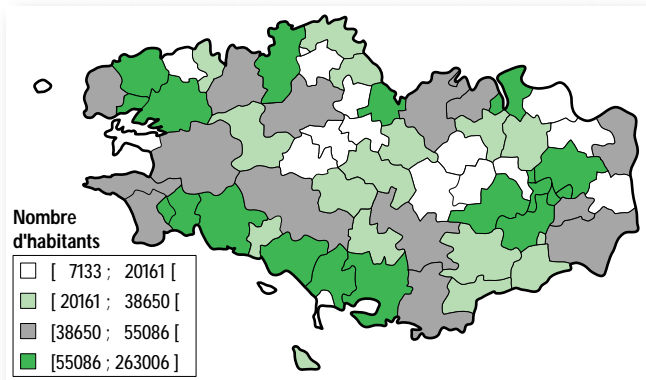 Nombre
d'habitants
[ 7133 ; 20161 [
[ 20161 ; 38650 [
[38650 ; 55086 [
[55086 ; 263006 ]